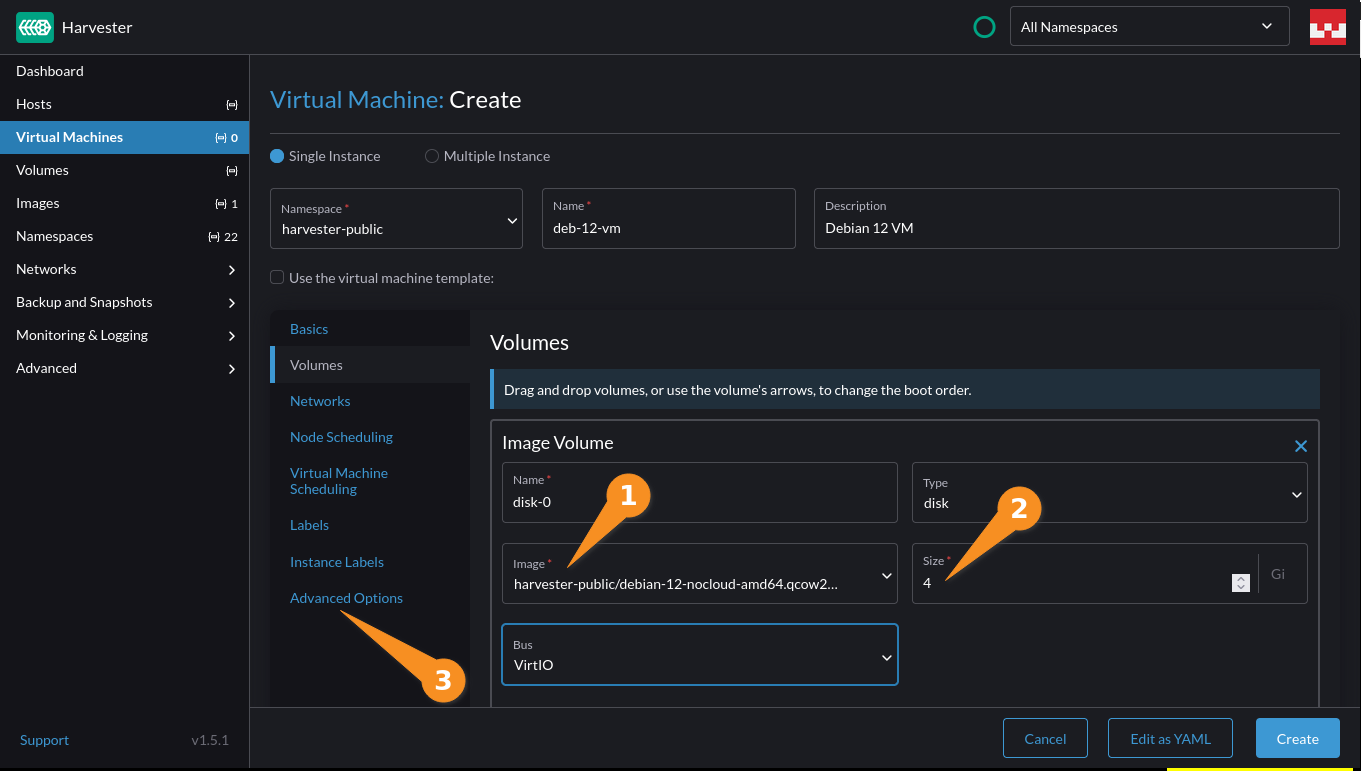 Harvester
All Namespaces
Dashboard
Hosts
Virtual Machines 0
Volumes
Images 1
Namespaces 22
Networks
Backup and Snapshots
Monitoring & Logging
Advanced
Support v1.5.1
Virtual Machine: Create
Single Instance Multiple Instance
Namespace *
harvester-public
Name *
deb-12-vm
Description
Debian 12 VM
Use the virtual machine template:
Basics
Volumes
Networks
Node Scheduling
Virtual Machine
Scheduling
Labels
Instance Labels
Advanced Options
3
Volumes
Drag and drop volumes, or use the volume's arrows, to change the boot order.
Image Volume
Name *
disk-0
1
Type
disk
2
Image *
harvester-public/debian-12-nocloud-amd64.qcow2...
Size *
4 Gi
Bus
VirtIO
Cancel Edit as YAML Create